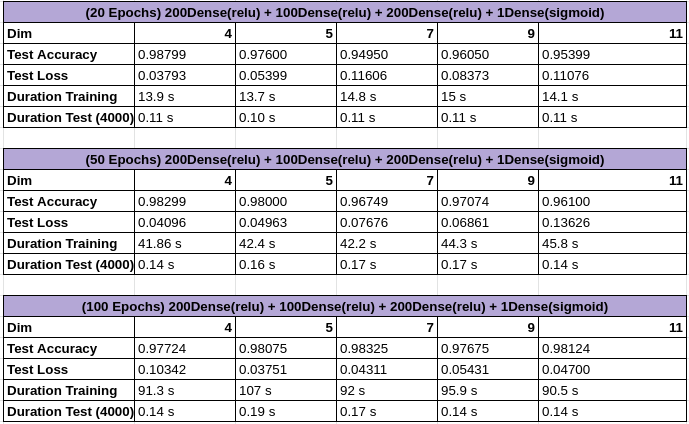 (20 Epochs) 200Dense(relu) + 100Dense(relu) + 200Dense(relu) + 1Dense(sigmoid)
Dim 4 5 7 9 11
Test Accuracy 0.98799 0.97600 0.94950 0.96050 0.95399
Test Loss 0.03793 0.05399 0.11606 0.08373 0.11076
Duration Training 13.9 s 13.7 s 14.8 s 15 s 14.1 s
Duration Test (4000) 0.11 s 0.10 s 0.11 s 0.11 s 0.11 s
(50 Epochs) 200Dense(relu) + 100Dense(relu) + 200Dense(relu) + 1Dense(sigmoid)
Dim 4 5 7 9 11
Test Accuracy 0.98299 0.98000 0.96749 0.97074 0.96100
Test Loss 0.04096 0.04963 0.07676 0.06861 0.13626
Duration Training 41.86 s 42.4 s 42.2 s 44.3 s 45.8 s
Duration Test (4000) 0.14 s 0.16 s 0.17 s 0.17 s 0.14 s
(100 Epochs) 200Dense(relu) + 100Dense(relu) + 200Dense(relu) + 1Dense(sigmoid)
Dim 4 5 7 9 11
Test Accuracy 0.97724 0.98075 0.98325 0.97675 0.98124
Test Loss 0.10342 0.03751 0.04311 0.05431 0.04700
Duration Training 91.3 s 107 s 92 s 95.9 s 90.5 s
Duration Test (4000) 0.14 s 0.19 s 0.17 s 0.14 s 0.14 s